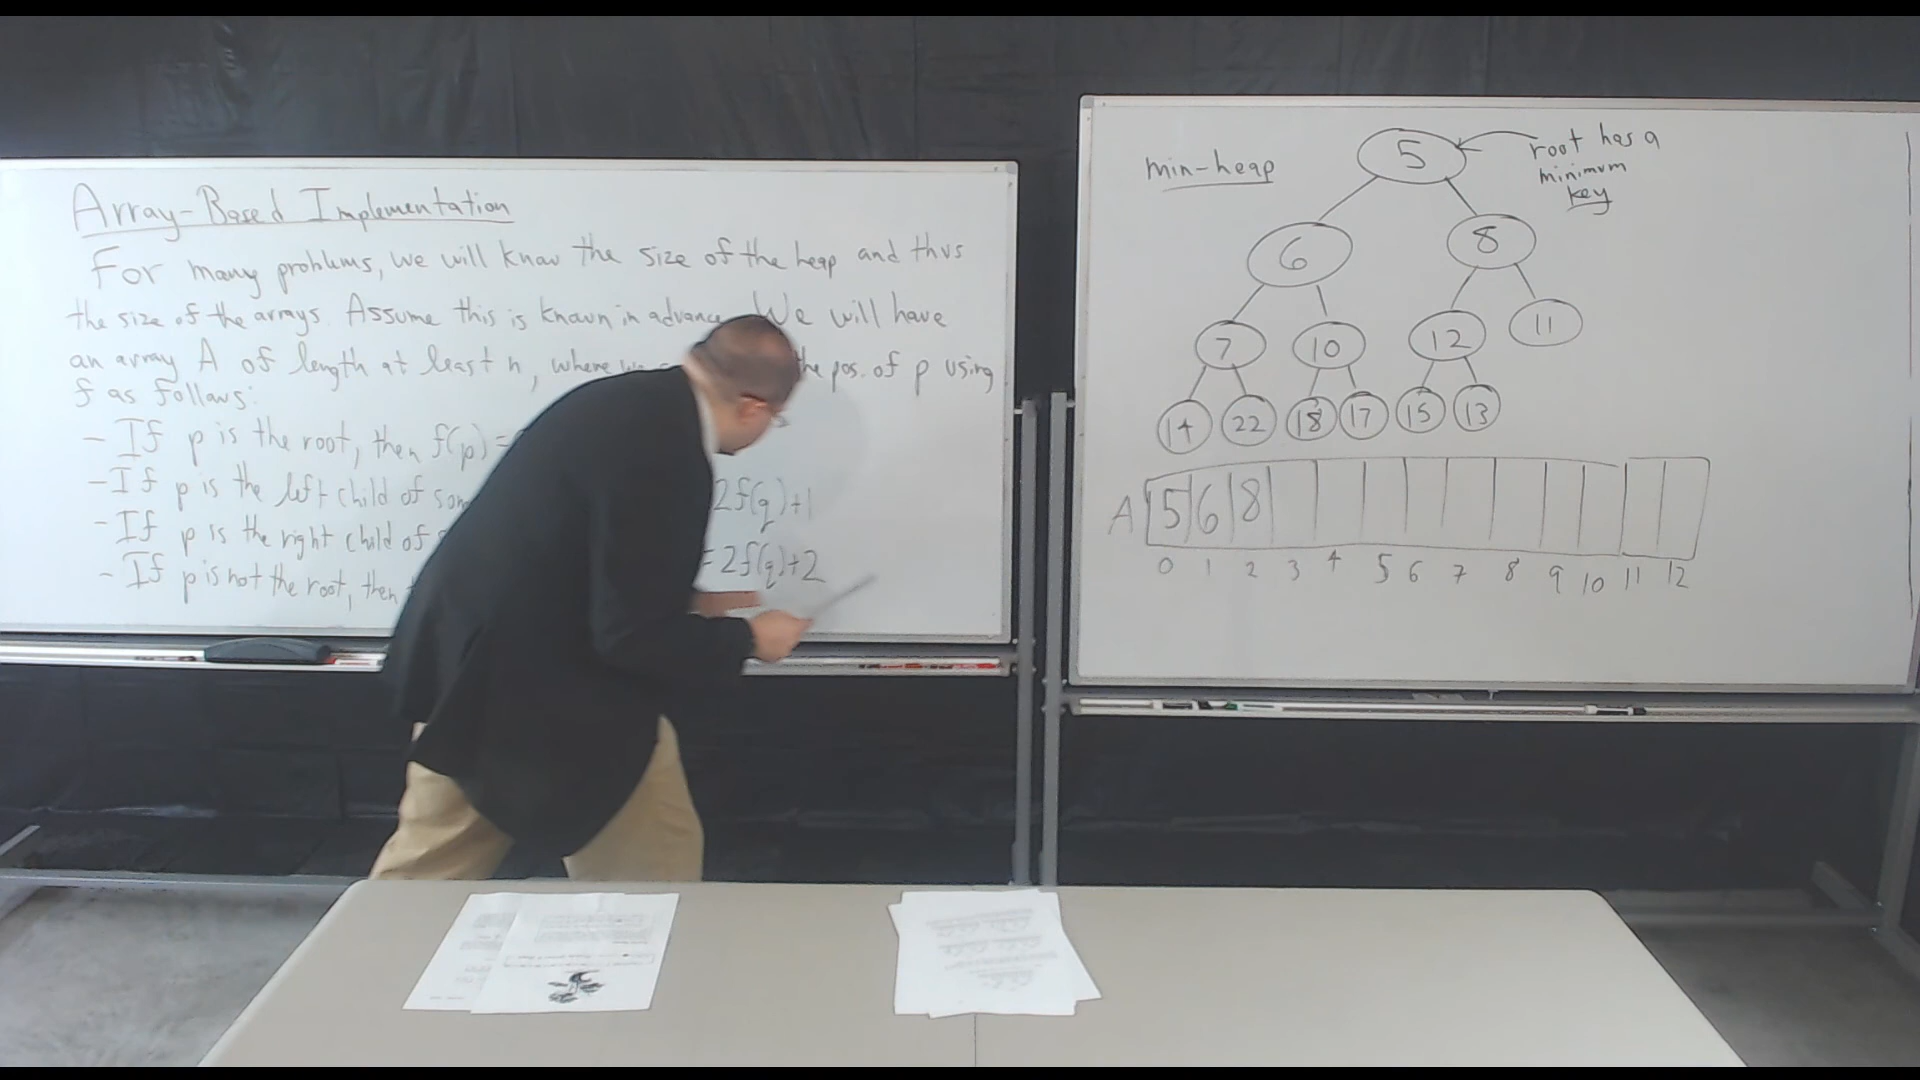 Array-Based Implementation
For many problems, we will know the size of the heap and thus
the size of the arrays. Assume this is known in advance. We will have
an array A of length at least n, where the pos. of p using
f as follows:
- If p is the root, then f(p) =
- If p is the left child of 2f(q)+1
- If p is the right child of = 2f(q)+2
- If p is not the root, then
min-heap
root has a
minimum
key
5
6 8
7 10 12 11
14 22 18 17 15 13
A 5 6 8
0 1 2 3 4 5 6 7 8 9 10 11 12